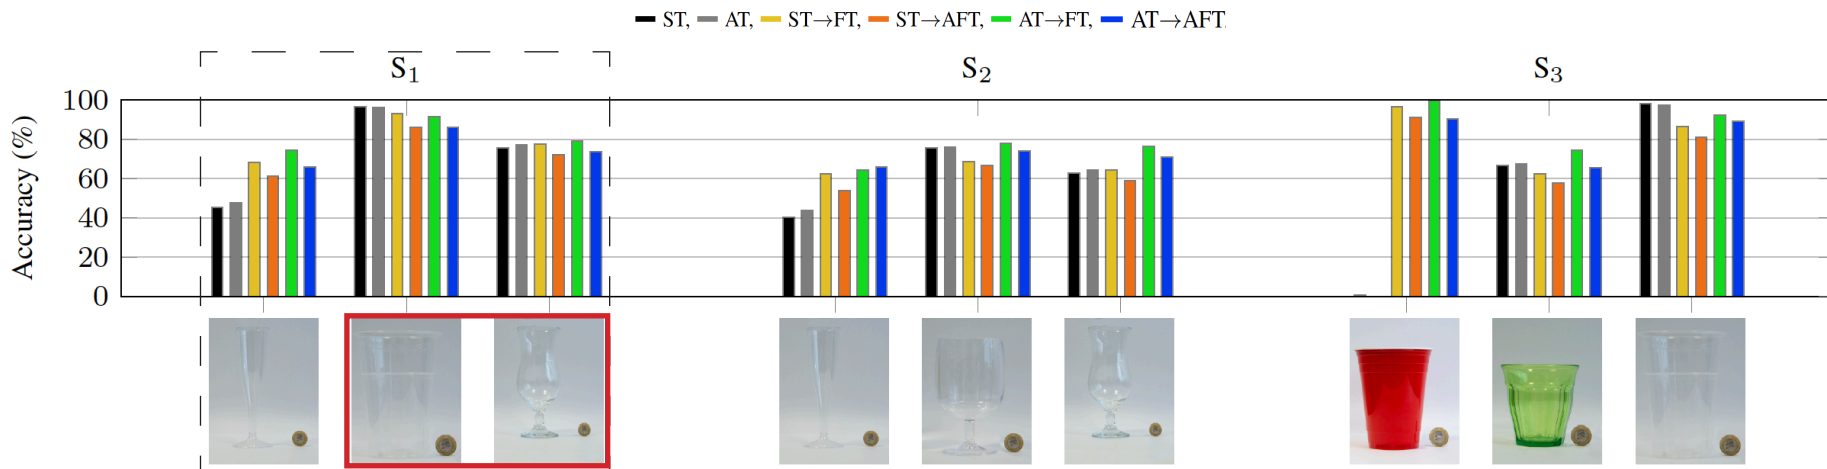 ST, AT, ST→FT, ST→AFT, AT→FT, AT→AFT.
S₁ S₂ S₃
Accuracy (%)
100
80
60
40
20
0